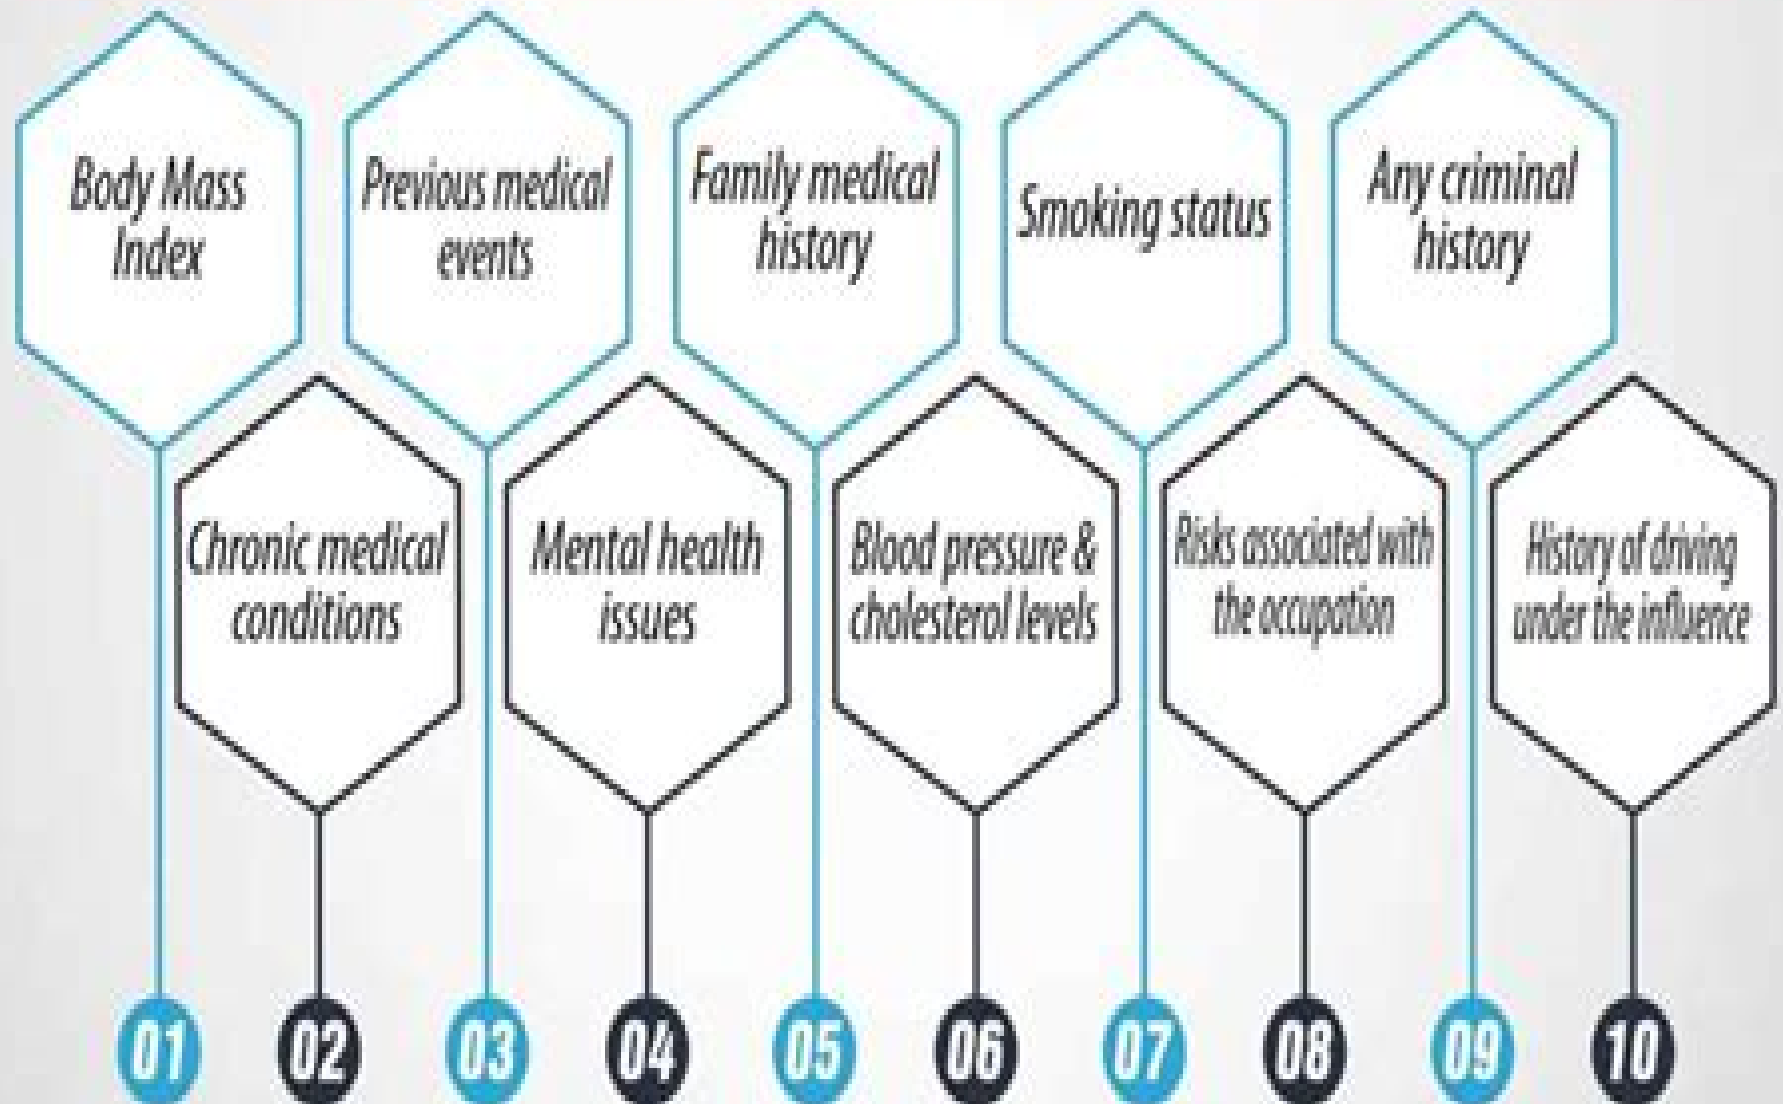 Body Mass
Index
Previous medical
events
Family medical
history
Smoking status
Any criminal
history
Chronic medical
conditions
Mental health
issues
Blood pressure &
cholesterol levels
Risks associated with
the occupation
History of driving
under the influence
01
02
03
04
05
06
07
08
09
10